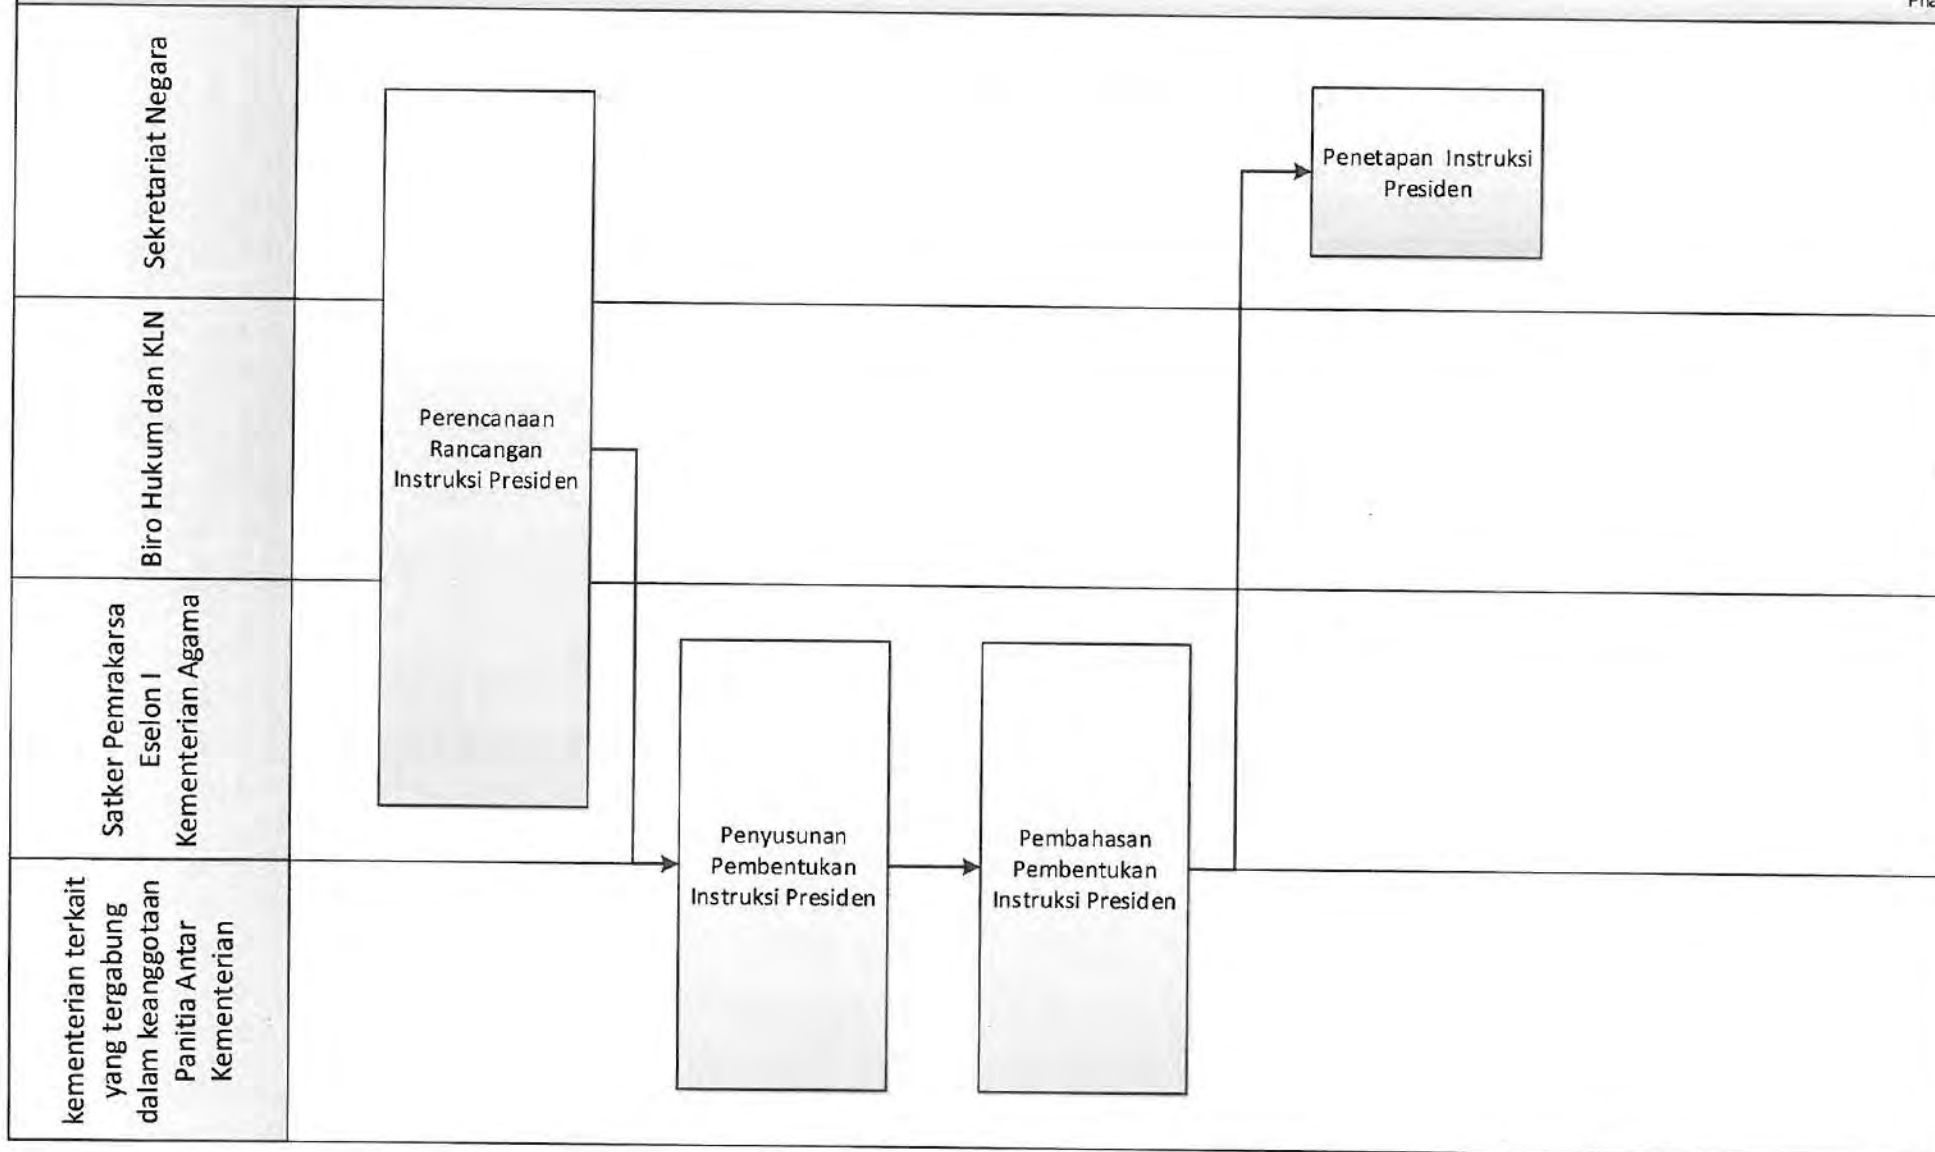 Sekretariat Negara
Perencanaan
Rancangan
Instruksi Presiden
Penetapan Instruksi
Presiden
Biro Hukum dan KLN
Satker Pemrakarsa
Eselon I
Kementerian Agama
Penyusunan
Pembentukan
Instruksi Presiden
Pembahasan
Pembentukan
Instruksi Presiden
kementerian terkait
yang tergabung
dalam keanggotaan
Panitia Antar
Kementerian